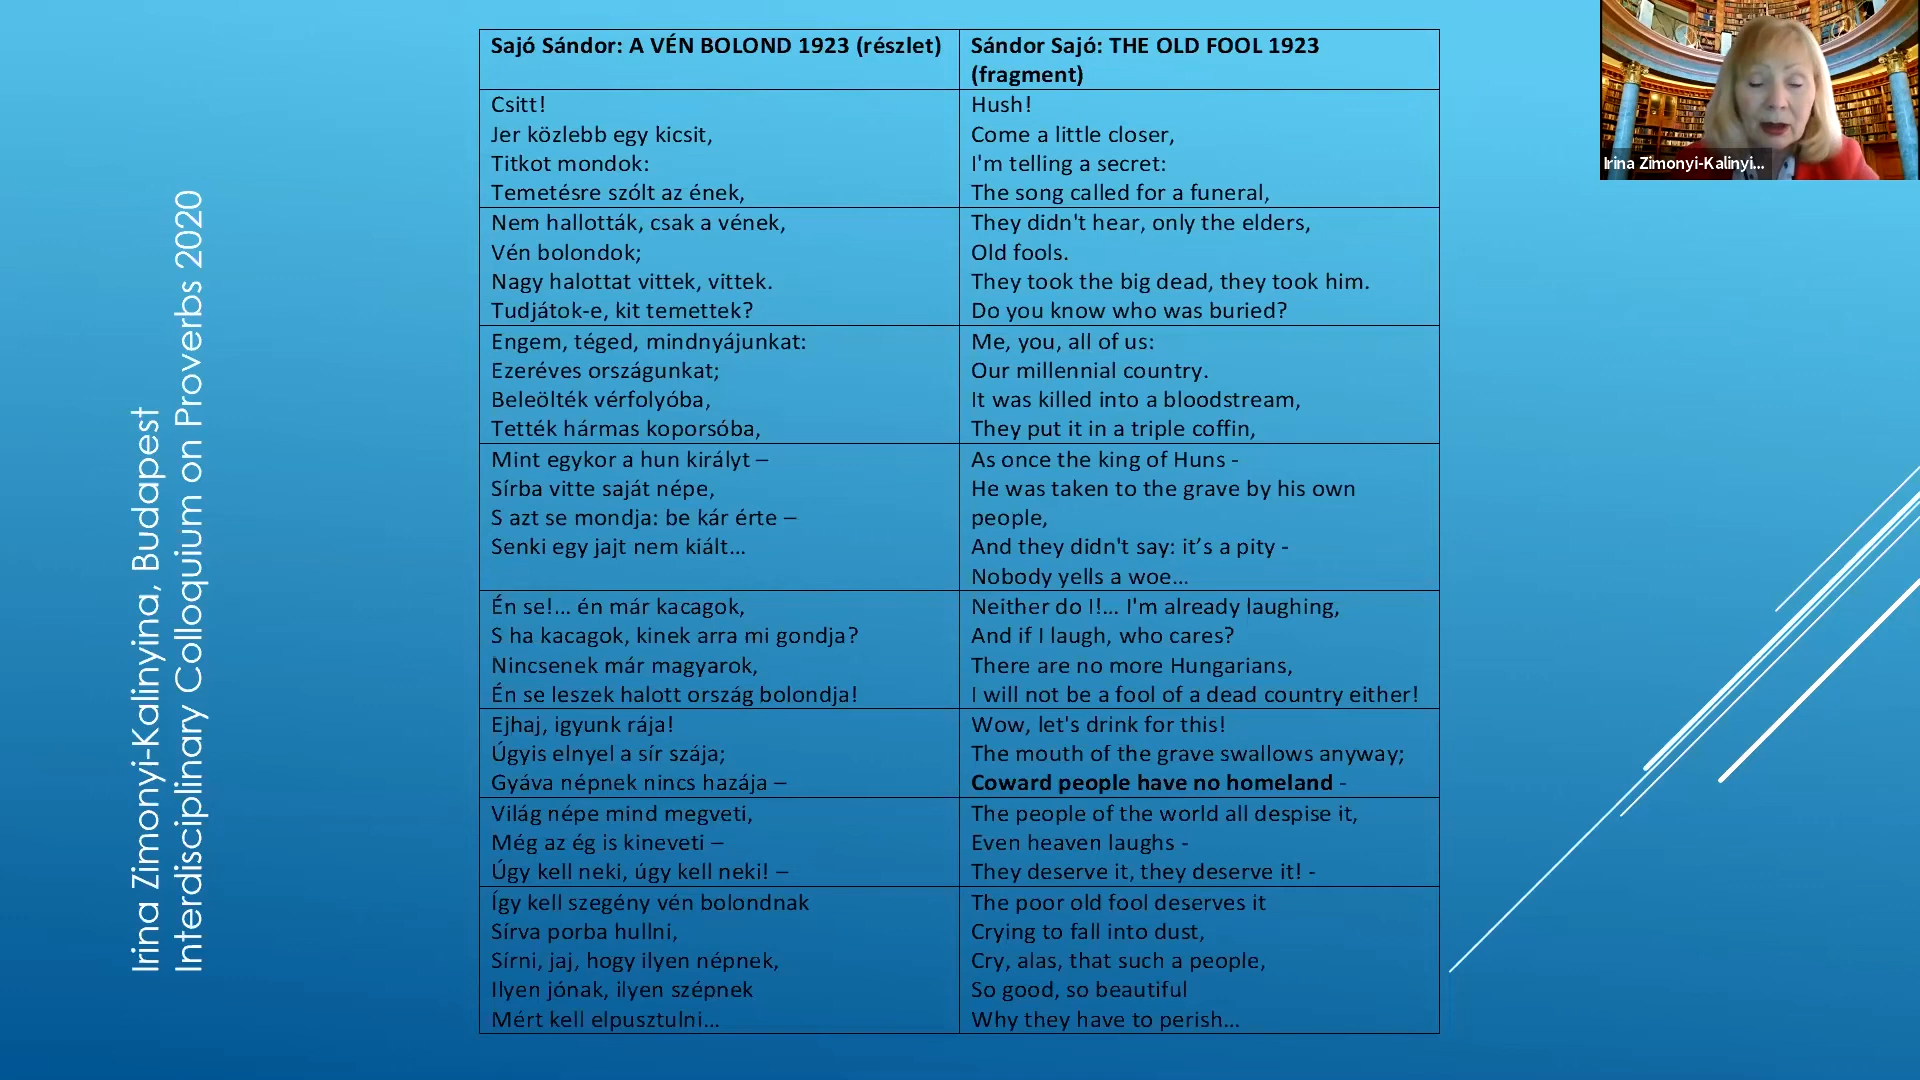 Irina Zimonyi-Kalinyina, Budapest
Interdisciplinary Colloquium on Proverbs 2020
Sajó Sándor: A VÉN BOLOND 1923 (részlet)
Csitt!
Jer közlebb egy kicsit,
Titkot mondok:
Temetésre szólt az ének,
Nem hallották, csak a vének,
Vén bolondok;
Nagy halottat vittek, vittek.
Tudjátok-e, kit temettek?
Engem, téged, mindnyájunkat:
Ezeréves országunkat;
Beleölték vérfolyóba,
Tették hármas koporsóba,
Mint egykor a hun királyt –
Sírba vitte saját népe,
S azt se mondja: be kár érte –
Senki egy jajt nem kiált…
Én se!… én már kacagok,
S ha kacagok, kinek arra mi gondja?
Nincsenek már magyarok,
Én se leszek halott ország bolondja!
Ejhaj, igyunk rája!
Úgyis elnyel a sír szája;
Gyáva népnek nincs hazája –
Világ népe mind megveti,
Még az ég is kineveti –
Úgy kell neki, úgy kell neki! –
Így kell szegény vén bolondnak
Sírva porba hullni,
Sírni, jaj, hogy ilyen népnek,
Ilyen jónak, ilyen szépnek
Mért kell elpusztulni…
Sándor Sajó: THE OLD FOOL 1923
(fragment)
Hush!
Come a little closer,
I'm telling a secret:
The song called for a funeral,
They didn't hear, only the elders,
Old fools.
They took the big dead, they took him.
Do you know who was buried?
Me, you, all of us:
Our millennial country.
It was killed into a bloodstream,
They put it in a triple coffin,
As once the king of Huns -
He was taken to the grave by his own
people,
And they didn't say: it’s a pity -
Nobody yells a woe…
Neither do I!… I'm already laughing,
And if I laugh, who cares?
There are no more Hungarians,
I will not be a fool of a dead country either!
Wow, let's drink for this!
The mouth of the grave swallows anyway;
Coward people have no homeland -
The people of the world all despise it,
Even heaven laughs -
They deserve it, they deserve it! -
The poor old fool deserves it
Crying to fall into dust,
Cry, alas, that such a people,
So good, so beautiful
Why they have to perish…
Irina Zimonyi-Kalinyi...